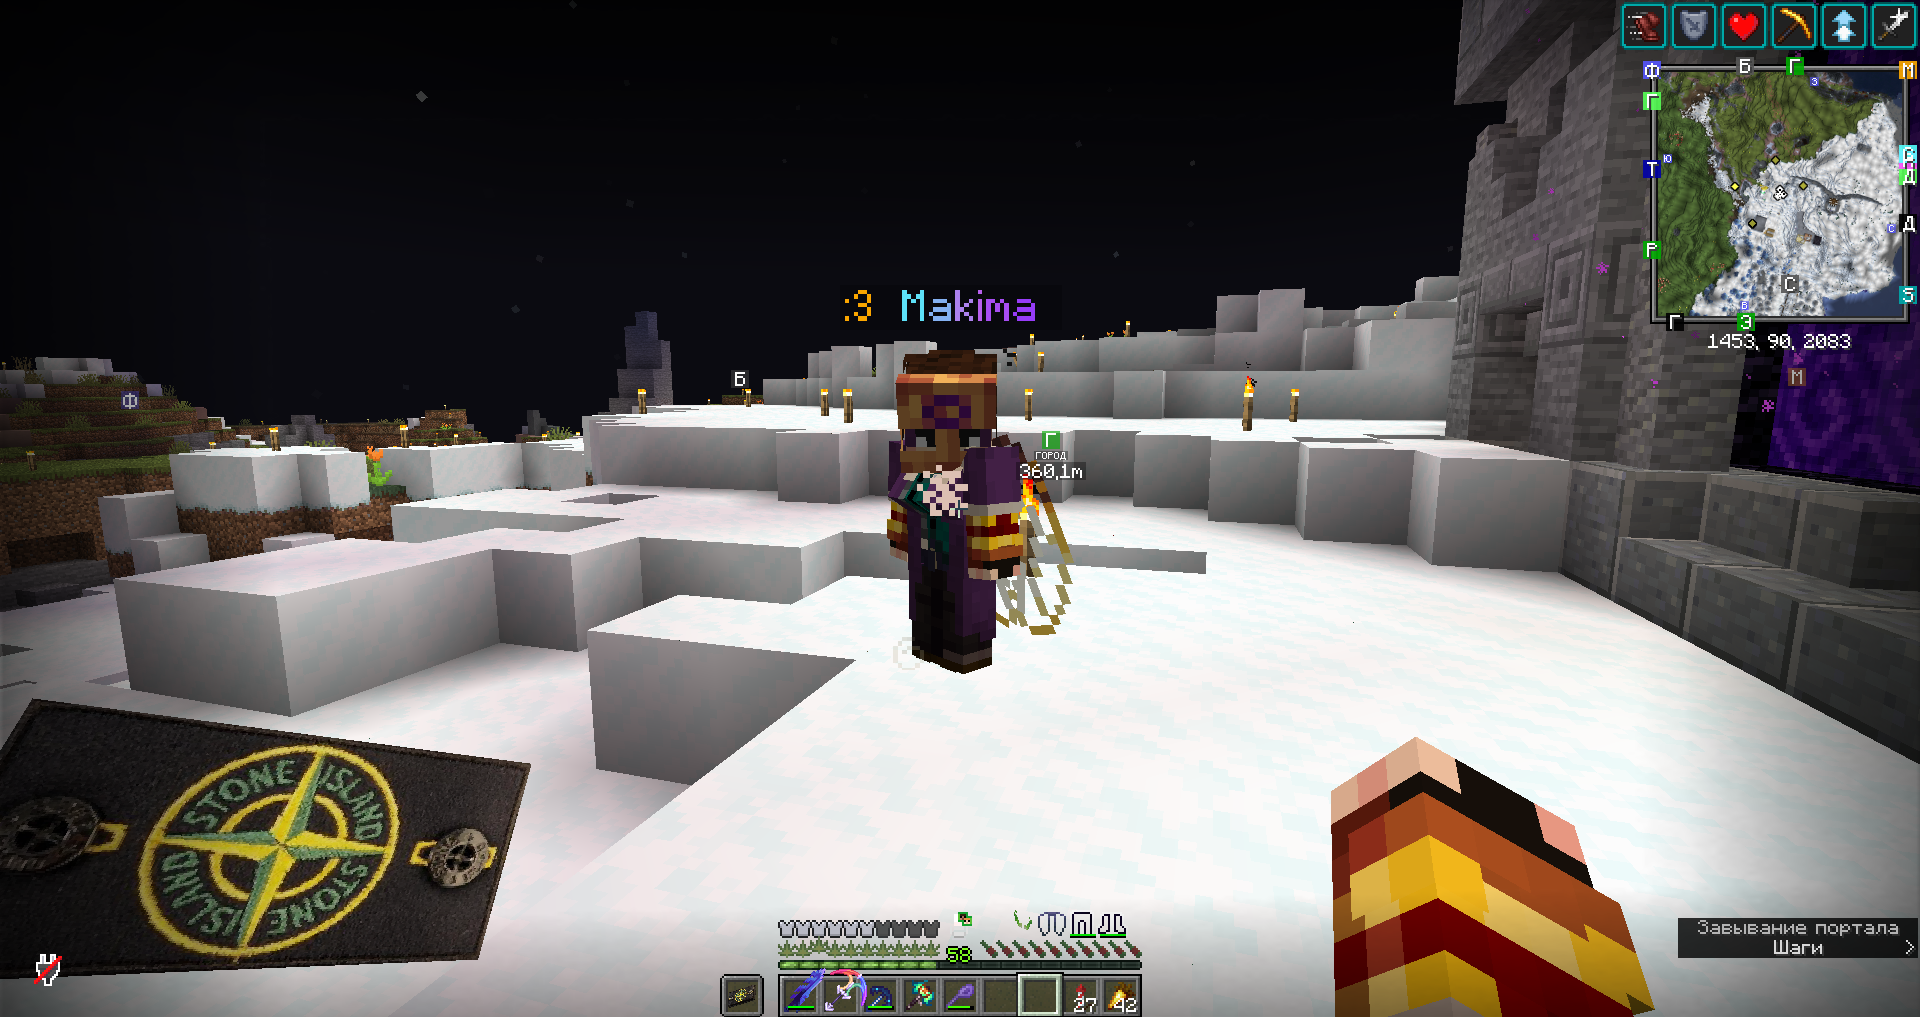 Ф Б Г М
Г
З
Т Ю
С
Д
Д
Р
С
С
В
S
Г З
1453, 90, 2083
М
:3 Makima
Б
Ф
Г
ГОРОД
360,1m
STONE ISLAND
STONE ISLAND
58
27 42
Завывание портала
Шаги >